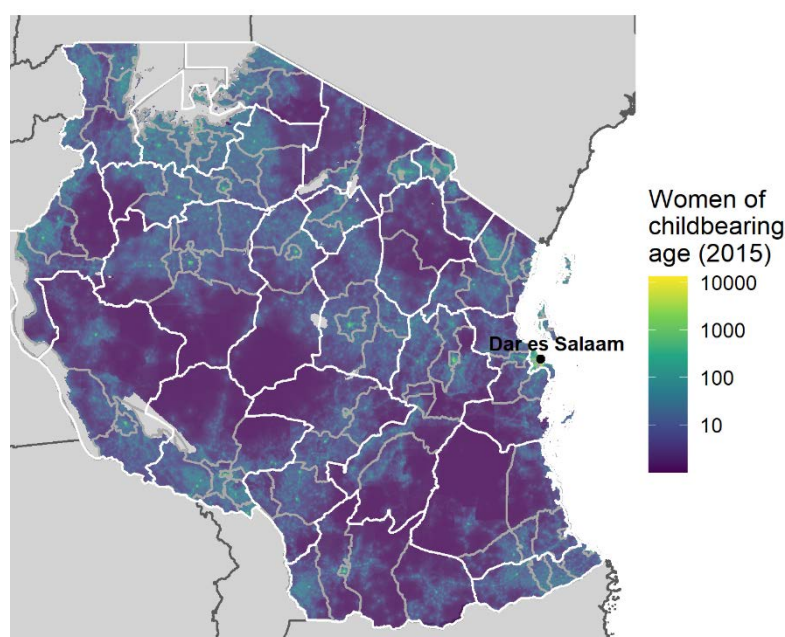 Women of
childbearing
age (2015)
10000
1000
Dar es Salaam
100
10